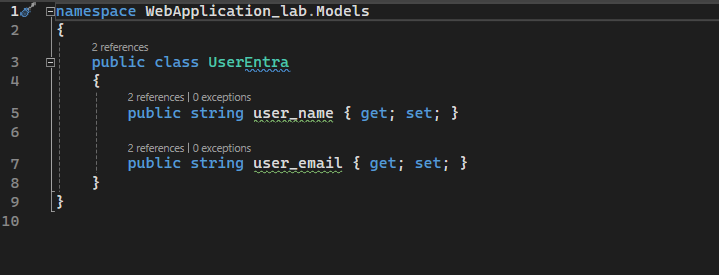 1 namespace WebApplication_lab.Models
2 {
2 references
3 public class UserEntra
4 {
2 references | 0 exceptions
5 public string user_name { get; set; }
6
2 references | 0 exceptions
7 public string user_email { get; set; }
8 }
9 }
10